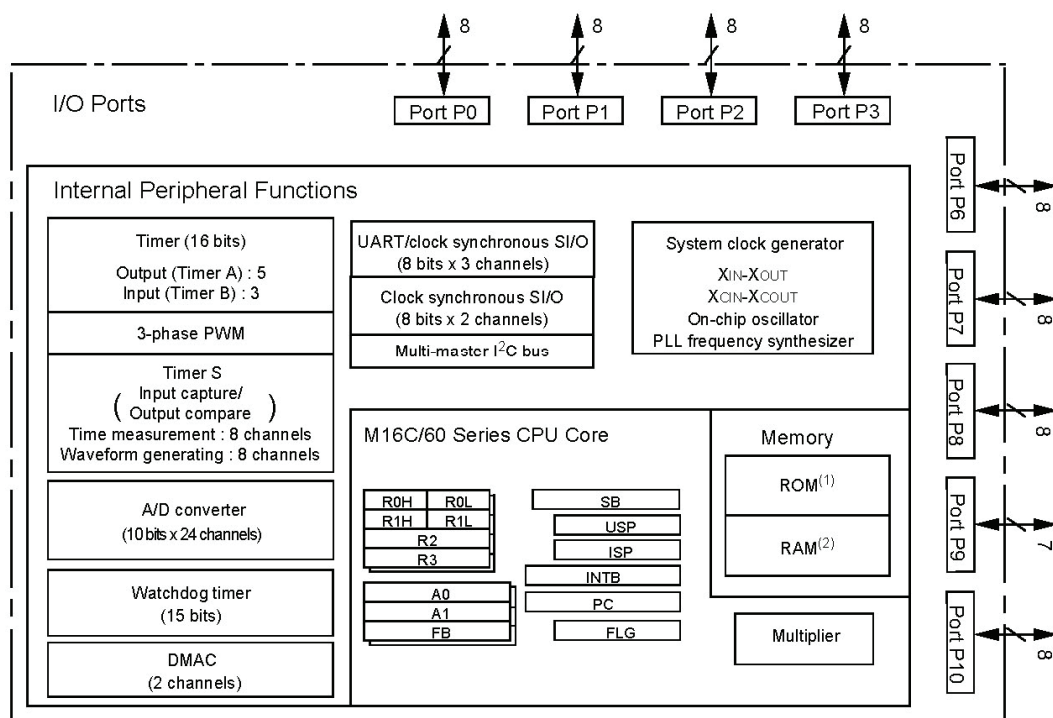 8
8
8
8
I/O Ports
Port P0
Port P1
Port P2
Port P3
Internal Peripheral Functions
Timer (16 bits)
Output (Timer A) : 5
Input (Timer B) : 3
3-phase PWM
Timer S
( Input capture/
Output compare )
Time measurement : 8 channels
Waveform generating : 8 channels
A/D converter
(10 bits x 24 channels)
Watchdog timer
(15 bits)
DMAC
(2 channels)
UART/clock synchronous SI/O
(8 bits x 3 channels)
Clock synchronous SI/O
(8 bits x 2 channels)
Multi-master I²C bus
System clock generator
XIN-XOUT
XCIN-XCOUT
On-chip oscillator
PLL frequency synthesizer
M16C/60 Series CPU Core
R0H R0L
R1H R1L
R2
R3
A0
A1
FB
SB
USP
ISP
INTB
PC
FLG
Memory
ROM(1)
RAM(2)
Multiplier
Port P6
8
Port P7
8
Port P8
8
Port P9
7
Port P10
8